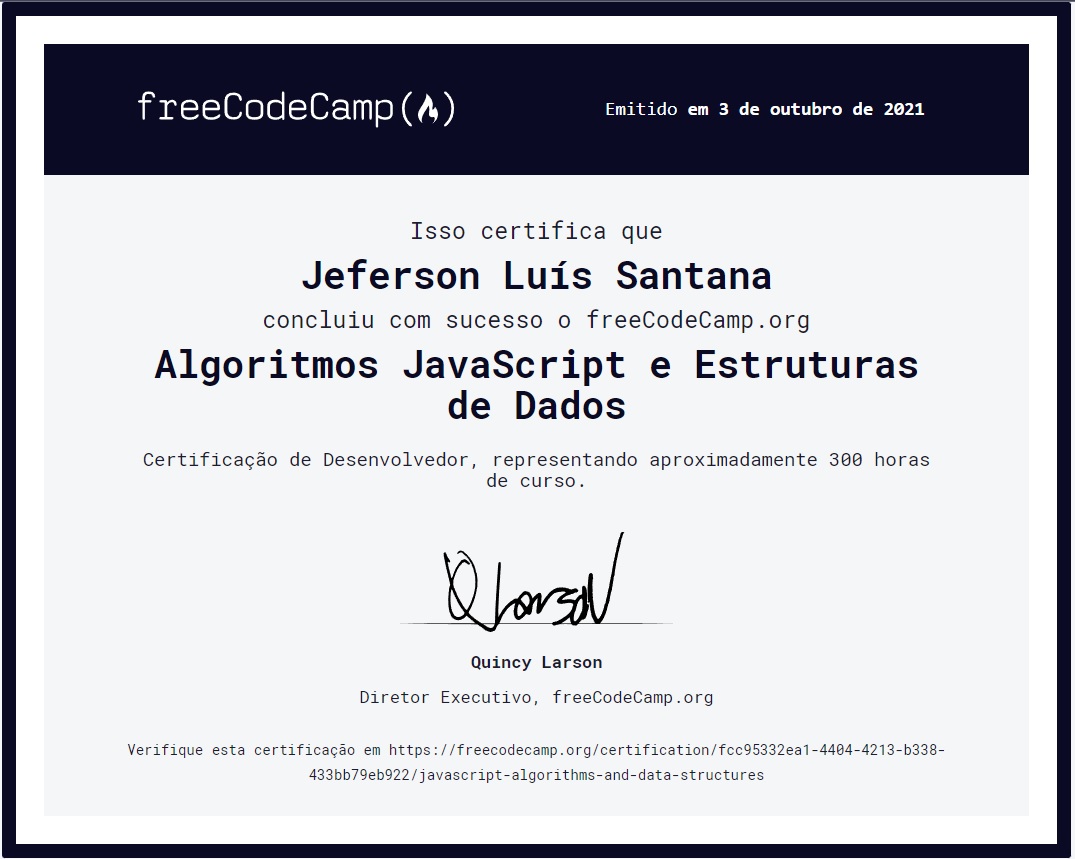 freeCodeCamp(🔥)
Emitido em 3 de outubro de 2021
Isso certifica que
Jeferson Luís Santana
concluiu com sucesso o freeCodeCamp.org
Algoritmos JavaScript e Estruturas
de Dados
Certificação de Desenvolvedor, representando aproximadamente 300 horas
de curso.
Q Larson
Quincy Larson
Diretor Executivo, freeCodeCamp.org
Verifique esta certificação em https://freecodecamp.org/certification/fcc95332ea1-4404-4213-b338-
433bb79eb922/javascript-algorithms-and-data-structures